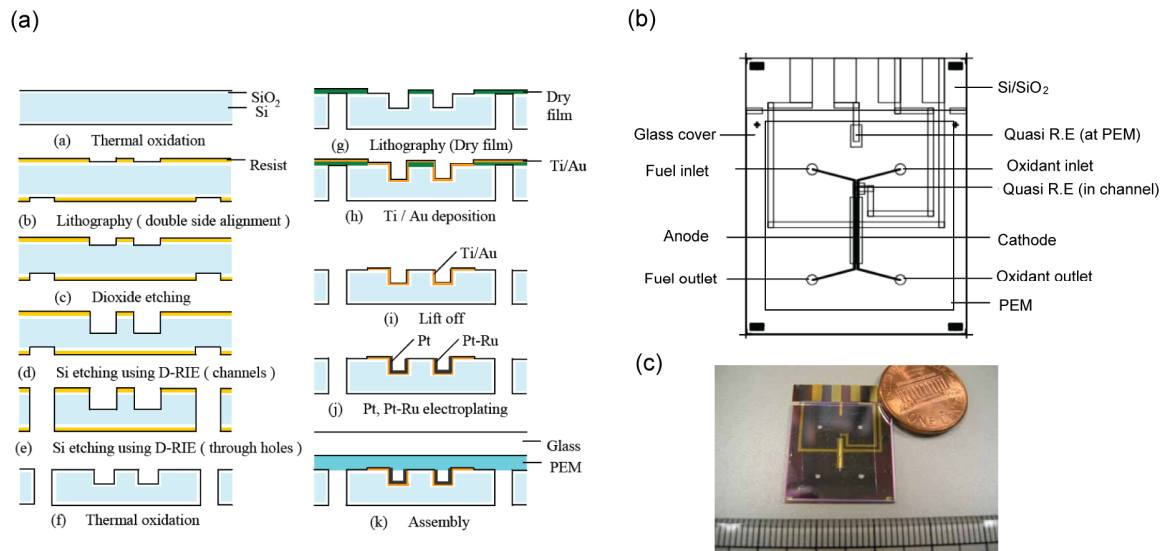 (a)
SiO2
Si
(a) Thermal oxidation
Resist
(b) Lithography ( double side alignment )
(c) Dioxide etching
(d) Si etching using D-RIE ( channels )
(e) Si etching using D-RIE ( through holes )
(f) Thermal oxidation
Dry
film
(g) Lithography (Dry film)
Ti/Au
(h) Ti / Au deposition
Ti/Au
(i) Lift off
Pt
Pt-Ru
(j) Pt, Pt-Ru electroplating
Glass
PEM
(k) Assembly
(b)
Si/SiO2
Glass cover
Quasi R.E (at PEM)
Fuel inlet
Oxidant inlet
Quasi R.E (in channel)
Anode
Cathode
Fuel outlet
Oxidant outlet
PEM
(c)